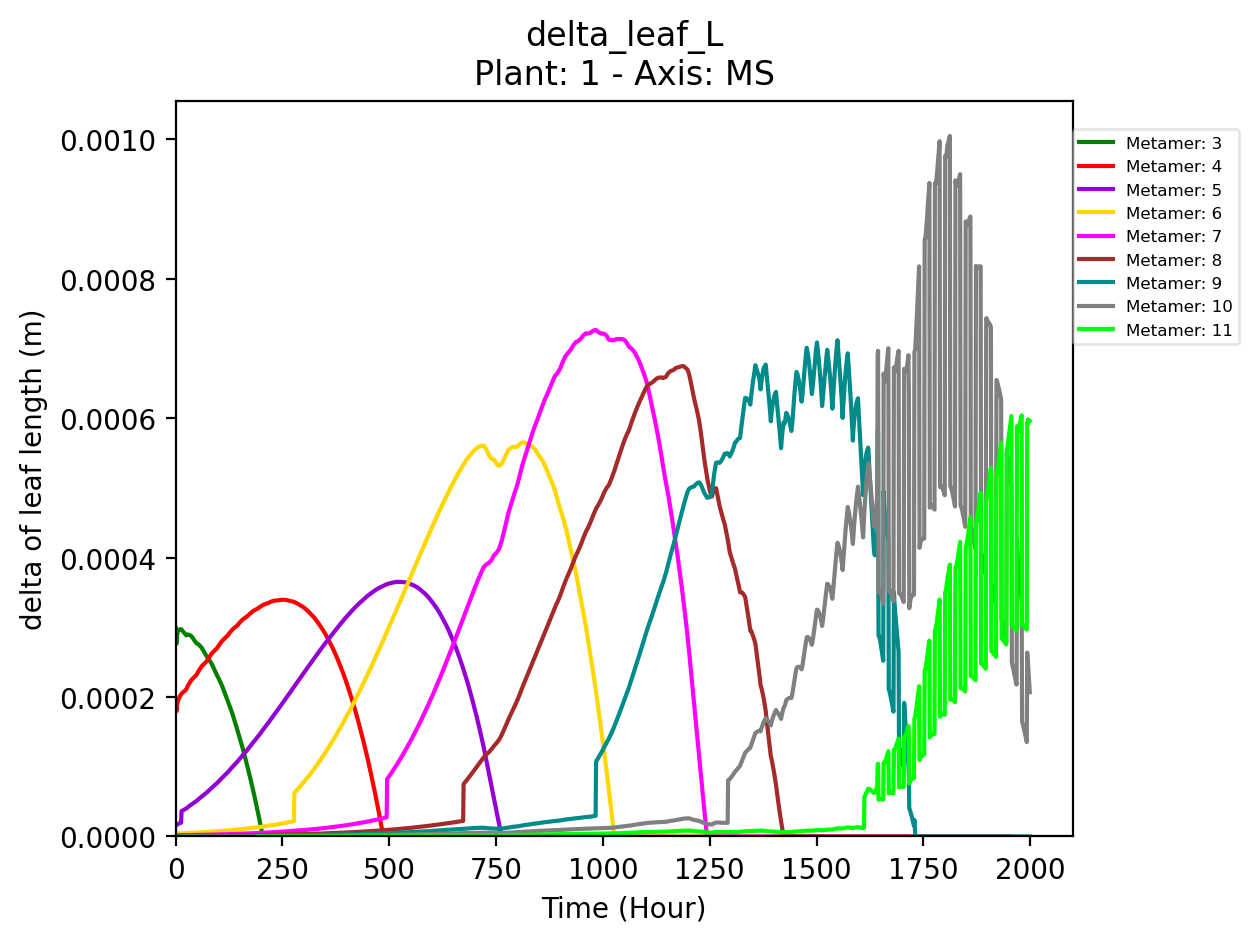 delta_leaf_L
Plant: 1 - Axis: MS
delta of leaf length (m)
0.0010
0.0008
0.0006
0.0004
0.0002
0.0000
0 250 500 750 1000 1250 1500 1750 2000
Time (Hour)
Metamer: 3
Metamer: 4
Metamer: 5
Metamer: 6
Metamer: 7
Metamer: 8
Metamer: 9
Metamer: 10
Metamer: 11